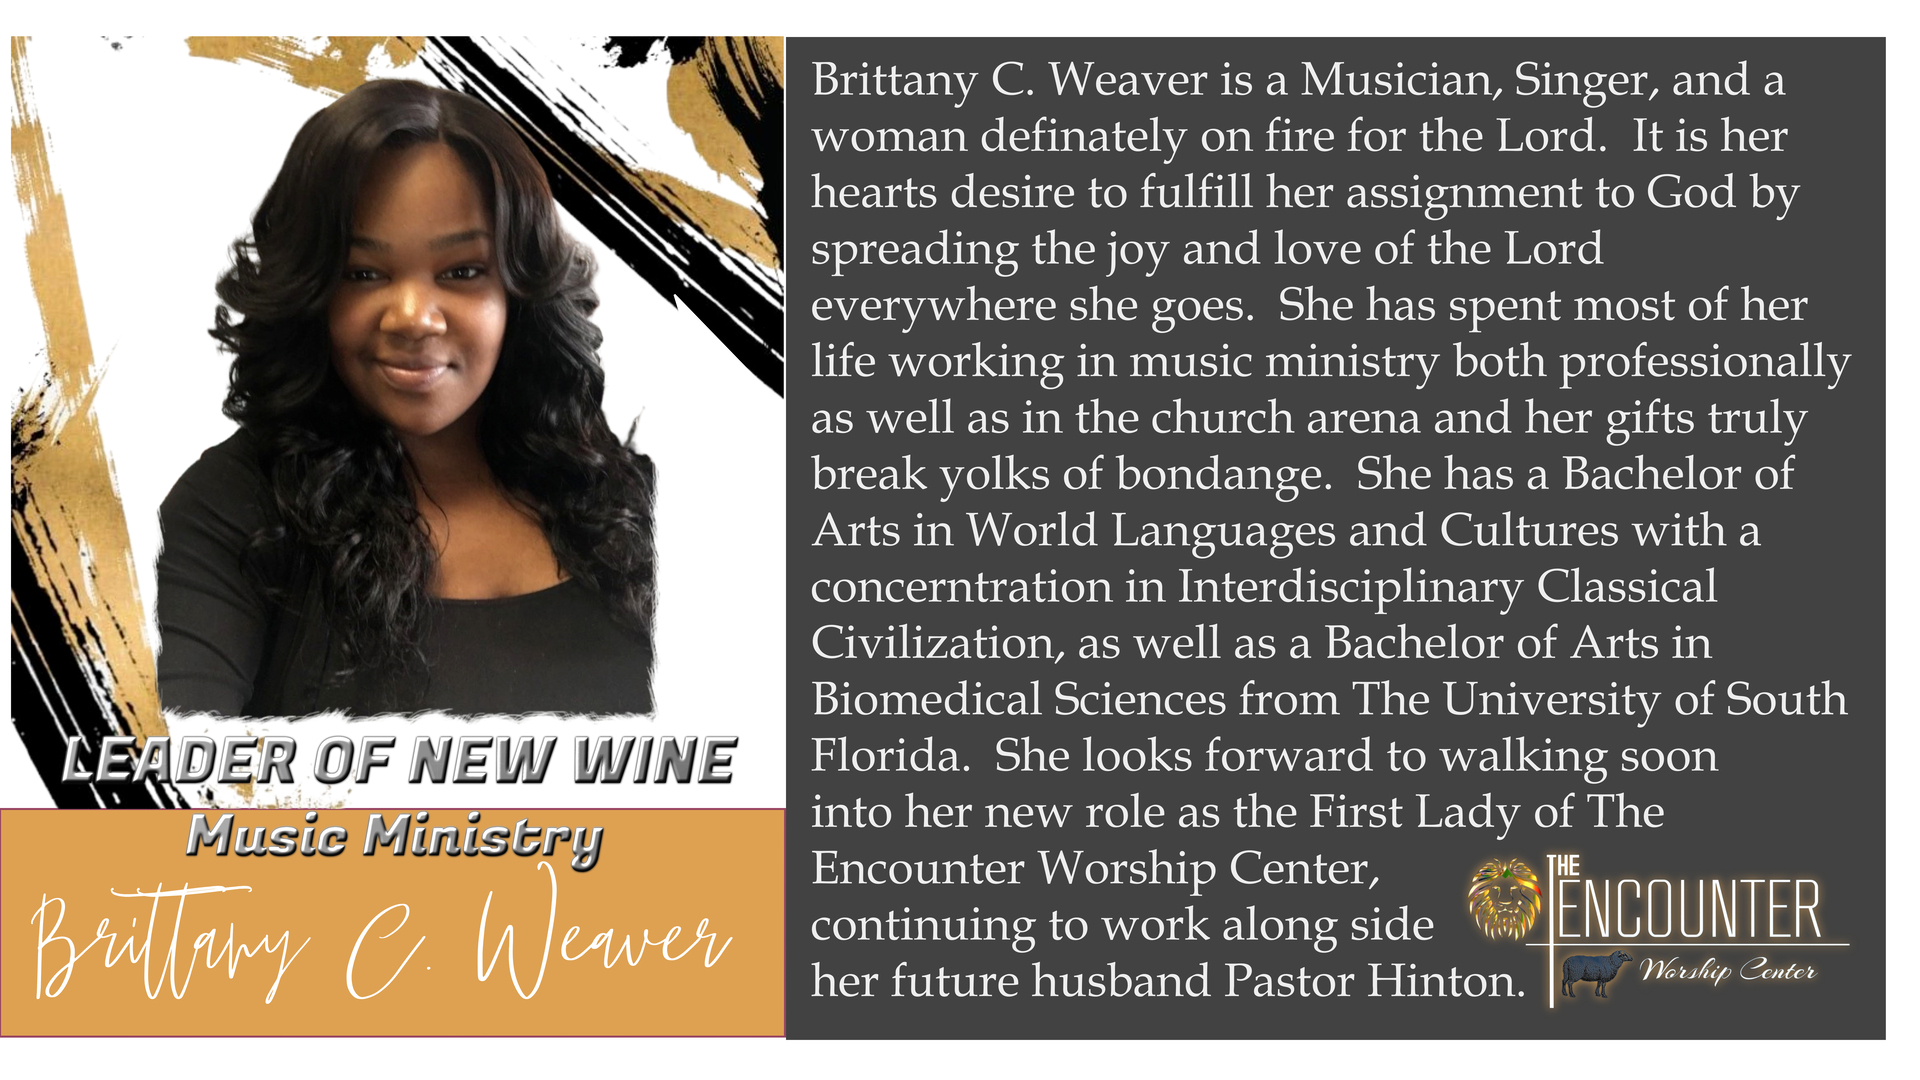 LEADER OF NEW WINE
Music Ministry
Brittany C. Weaver
Brittany C. Weaver is a Musician, Singer, and a
woman definately on fire for the Lord.  It is her
hearts desire to fulfill her assignment to God by
spreading the joy and love of the Lord
everywhere she goes.  She has spent most of her
life working in music ministry both professionally
as well as in the church arena and her gifts truly
break yolks of bondange.  She has a Bachelor of
Arts in World Languages and Cultures with a
concerntration in Interdisciplinary Classical
Civilization, as well as a Bachelor of Arts in
Biomedical Sciences from The University of South
Florida.  She looks forward to walking soon
into her new role as the First Lady of The
Encounter Worship Center,
continuing to work along side
her future husband Pastor Hinton.
THE
ENCOUNTER
Worship Center